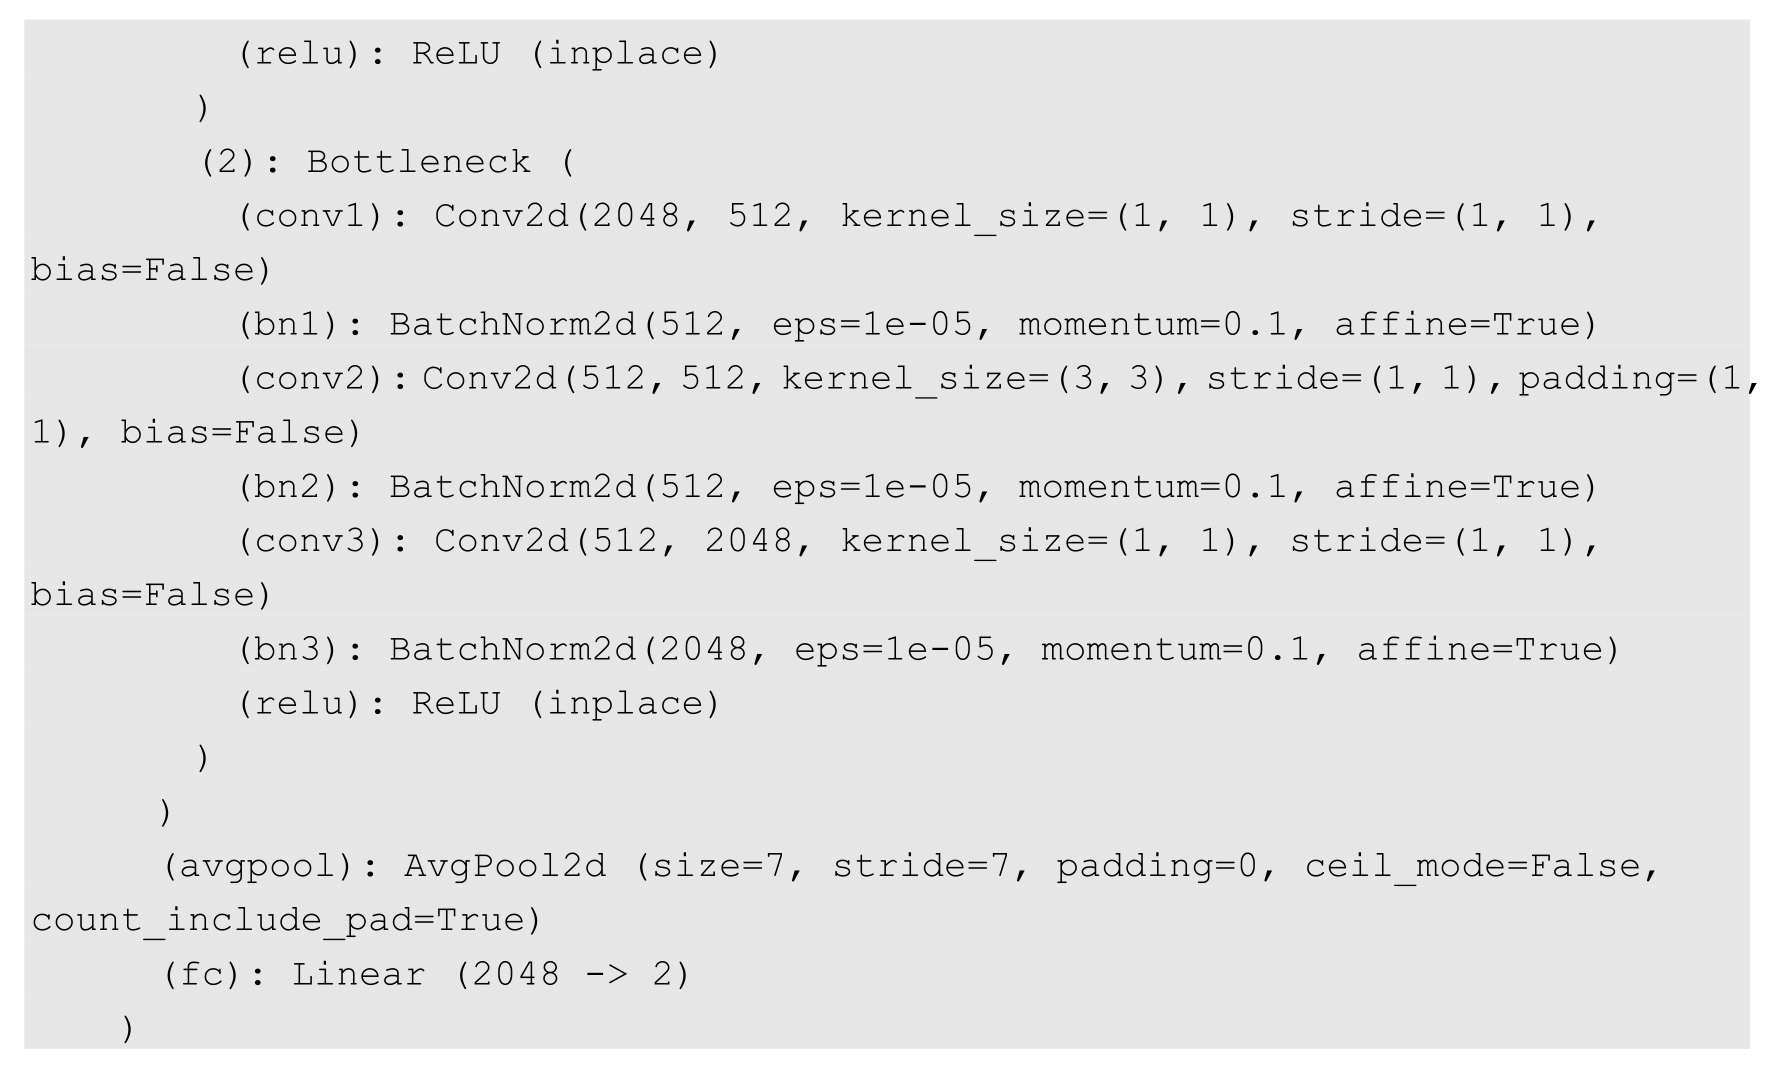 (relu): ReLU (inplace)
)
(2): Bottleneck (
(conv1): Conv2d(2048, 512, kernel_size=(1, 1), stride=(1, 1),
bias=False)
(bn1): BatchNorm2d(512, eps=1e-05, momentum=0.1, affine=True)
(conv2): Conv2d(512, 512, kernel_size=(3, 3), stride=(1, 1), padding=(1,
1), bias=False)
(bn2): BatchNorm2d(512, eps=1e-05, momentum=0.1, affine=True)
(conv3): Conv2d(512, 2048, kernel_size=(1, 1), stride=(1, 1),
bias=False)
(bn3): BatchNorm2d(2048, eps=1e-05, momentum=0.1, affine=True)
(relu): ReLU (inplace)
)
)
(avgpool): AvgPool2d (size=7, stride=7, padding=0, ceil_mode=False,
count_include_pad=True)
(fc): Linear (2048 -> 2)
)